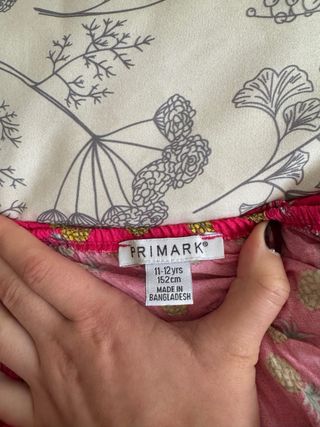 PRIMARK®
11-12yrs
152cm
MADE IN
BANGLADESH